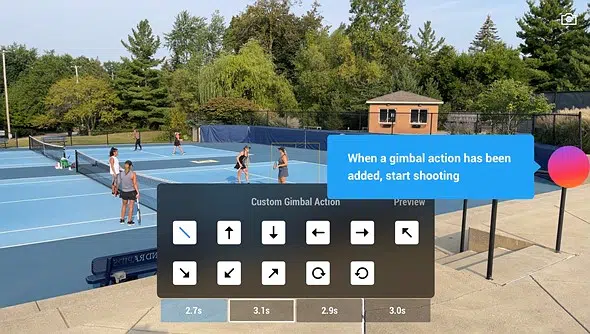 When a gimbal action has been
added, start shooting
Custom Gimbal Action
Preview
2.7s
3.1s
2.9s
3.0s